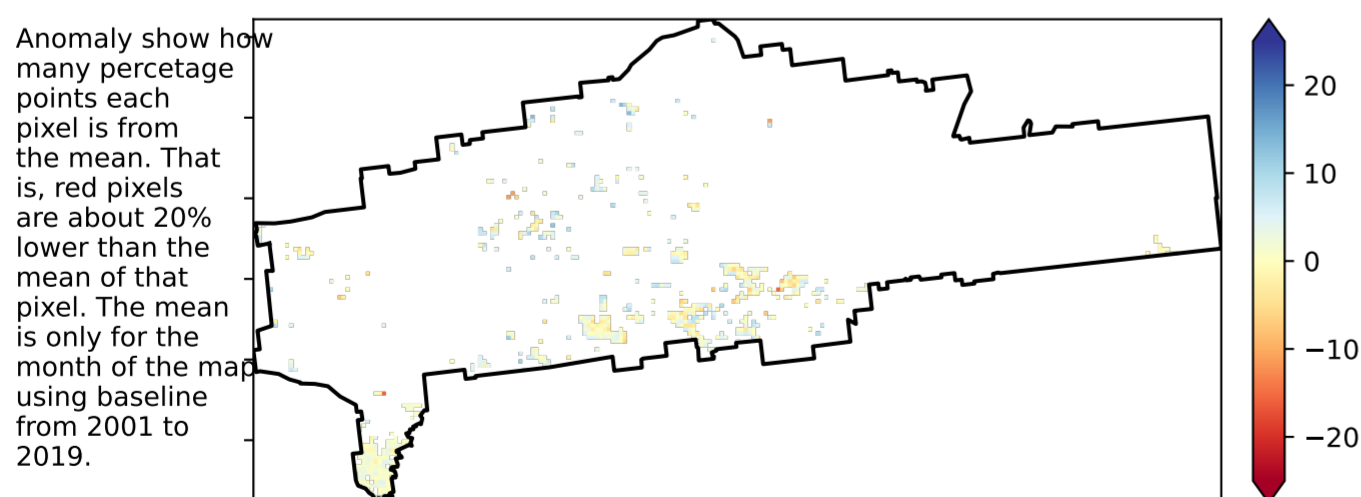 Anomaly show how
many percetage
points each
pixel is from
the mean. That
is, red pixels
are about 20%
lower than the
mean of that
pixel. The mean
is only for the
month of the map
using baseline
from 2001 to
2019.
20
10
0
−10
−20